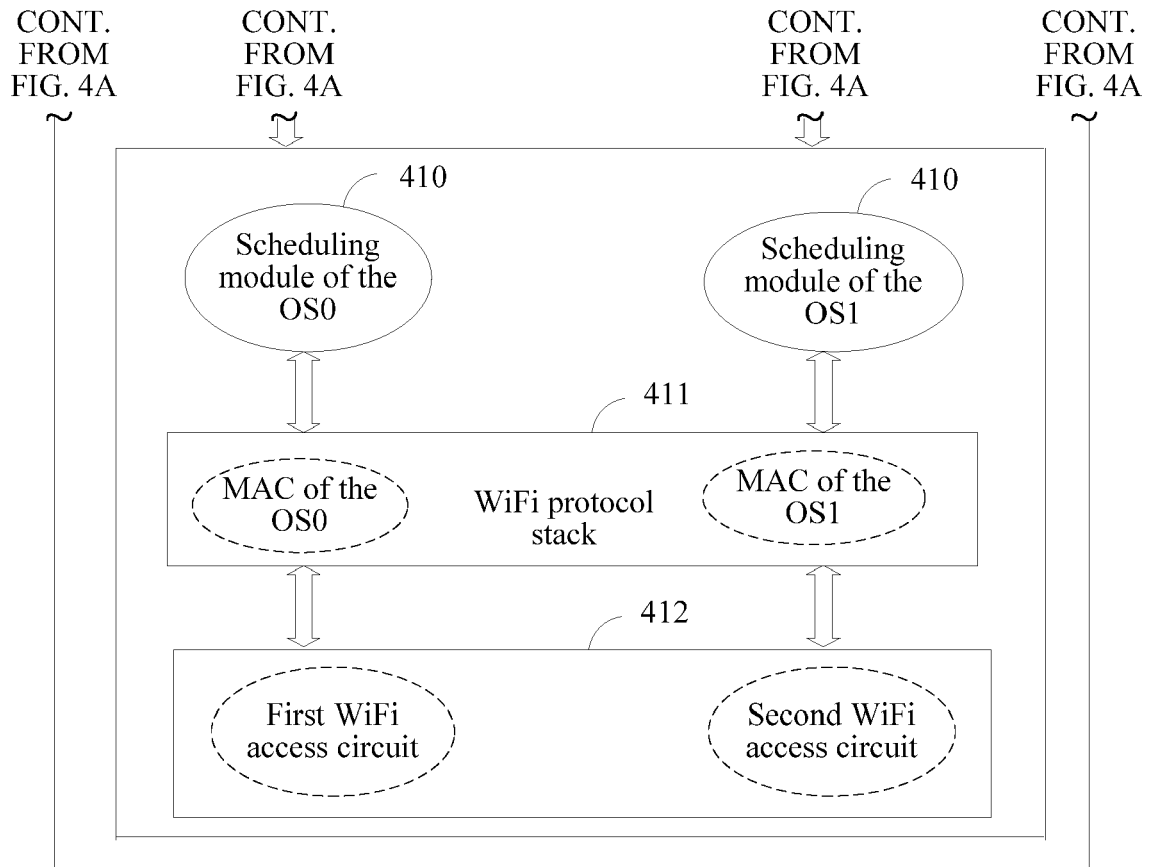 CONT.
FROM
FIG. 4A
CONT.
FROM
FIG. 4A
CONT.
FROM
FIG. 4A
CONT.
FROM
FIG. 4A
410
410
Scheduling
module of the
OS0
Scheduling
module of the
OS1
411
MAC of the
OS0
WiFi protocol
stack
MAC of the
OS1
412
First WiFi
access circuit
Second WiFi
access circuit